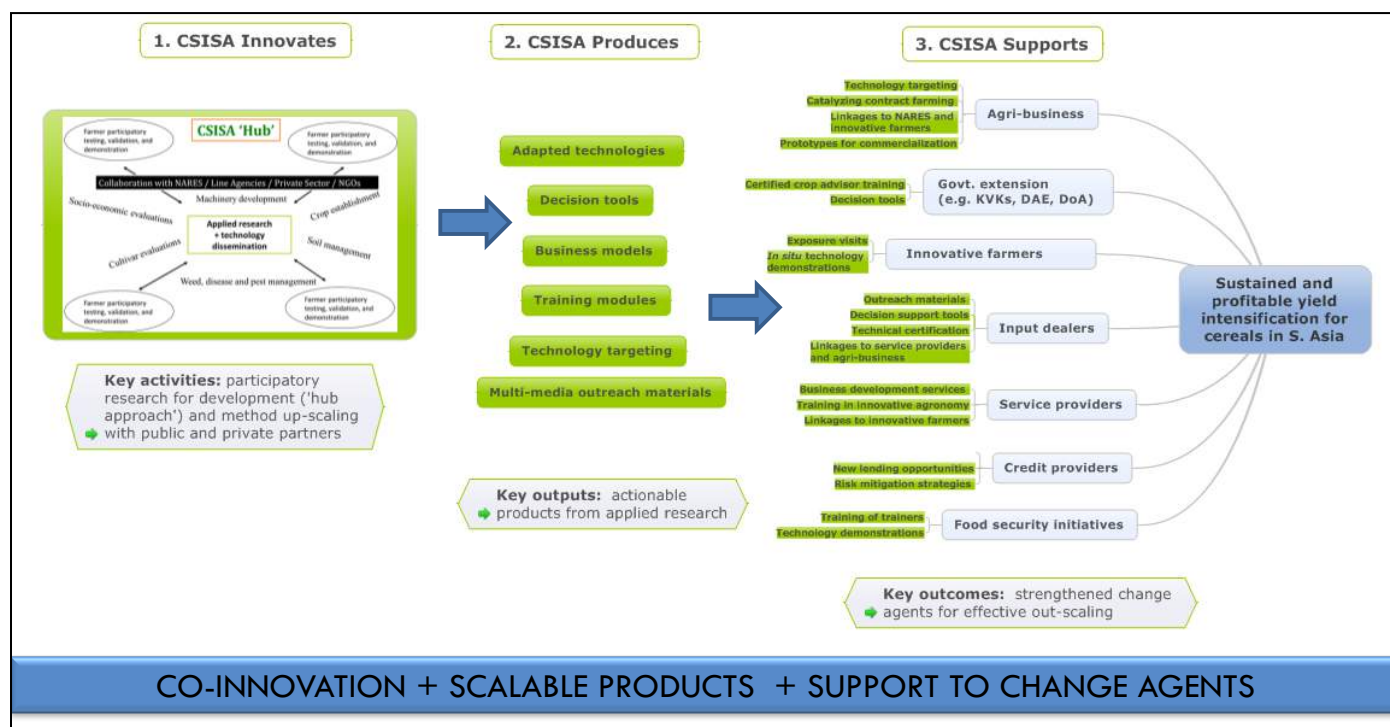 1. CSISA Innovates
CSISA 'Hub'
Farmer participatory
testing, validation, and
demonstration
Farmer participatory
testing, validation, and
demonstration
Collaboration with NARES / Line Agencies / Private Sector / NGOs
Machinery development
Socio-economic evaluations
Crop establishment
Applied research
+ technology
dissemination
Cultivar evaluations
Soil management
Weed, disease and pest management
Farmer participatory
testing, validation, and
demonstration
Farmer participatory
testing, validation, and
demonstration
Key activities: participatory
research for development ('hub
approach') and method up-scaling
with public and private partners
2. CSISA Produces
Adapted technologies
Decision tools
Business models
Training modules
Technology targeting
Multi-media outreach materials
Key outputs: actionable
products from applied research
3. CSISA Supports
Technology targeting
Catalyzing contract farming
Linkages to NARES and
innovative farmers
Prototypes for commercialization
Agri-business
Certified crop advisor training
Decision tools
Govt. extension
(e.g. KVKs, DAE, DoA)
Exposure visits
In situ technology
demonstrations
Innovative farmers
Outreach materials
Decision support tools
Technical certification
Linkages to service providers
and agri-business
Input dealers
Business development services
Training in innovative agronomy
Linkages to innovative farmers
Service providers
New lending opportunities
Risk mitigation strategies
Credit providers
Training of trainers
Technology demonstrations
Food security initiatives
Sustained and
profitable yield
intensification for
cereals in S. Asia
Key outcomes: strengthened change
agents for effective out-scaling
CO-INNOVATION + SCALABLE PRODUCTS + SUPPORT TO CHANGE AGENTS